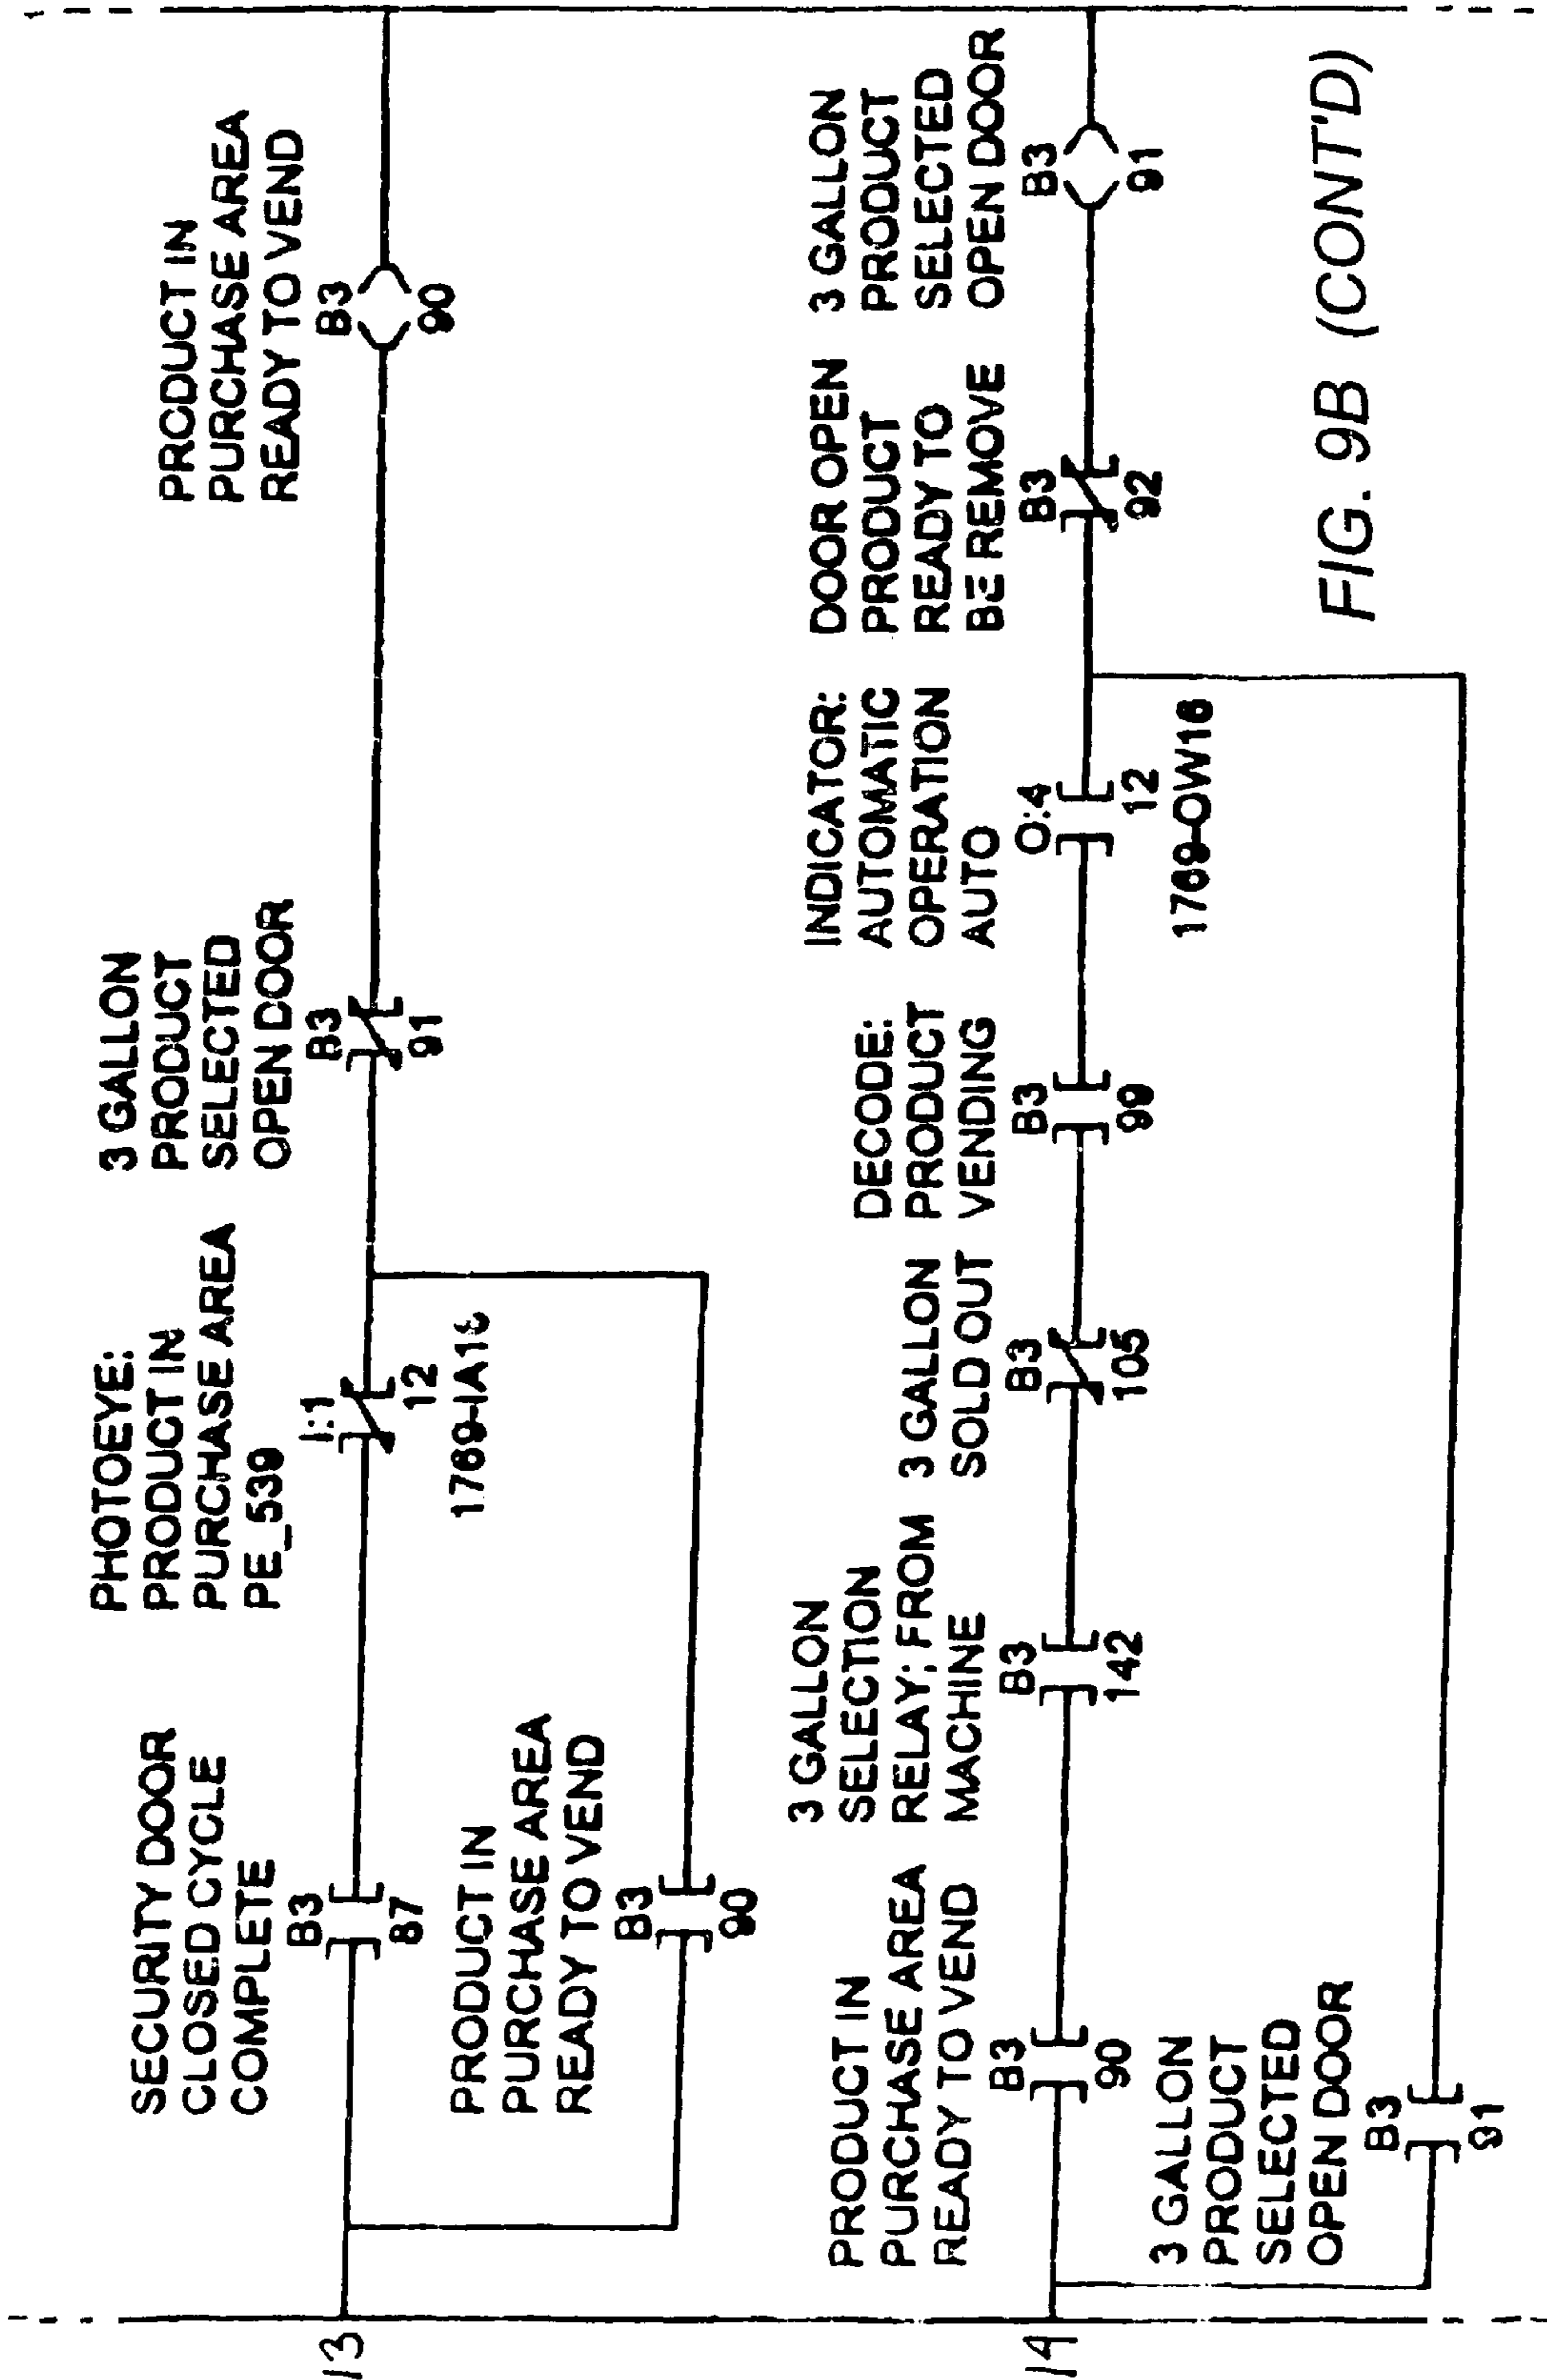 13
SECURITY DOOR
CLOSED CYCLE
COMPLETE
B3
87
PHOTOEYE:
PRODUCT IN
PURCHASE AREA
PE_539
I:1
12
1769-IA16
3 GALLON
PRODUCT
SELECTED
OPEN DOOR
B3
91
PRODUCT IN
PURCHASE AREA
READY TO VEND
B3
90
PRODUCT IN
PURCHASE AREA
READY TO VEND
B3
90
14
PRODUCT IN
PURCHASE AREA
READY TO VEND
B3
90
3 GALLON
SELECTION
RELAY: FROM
MACHINE
B3
142
3 GALLON
SOLD OUT
B3
105
DECODE:
PRODUCT
VENDING
B3
99
INDICATOR:
AUTOMATIC
OPERATION
AUTO
O:4
12
1769-OW16
DOOR OPEN
PRODUCT
READY TO
BE REMOVE
B3
92
3 GALLON
PRODUCT
SELECTED
OPEN DOOR
B3
91
3 GALLON
PRODUCT
SELECTED
OPEN DOOR
B3
91
FIG. 9B (CONT'D)